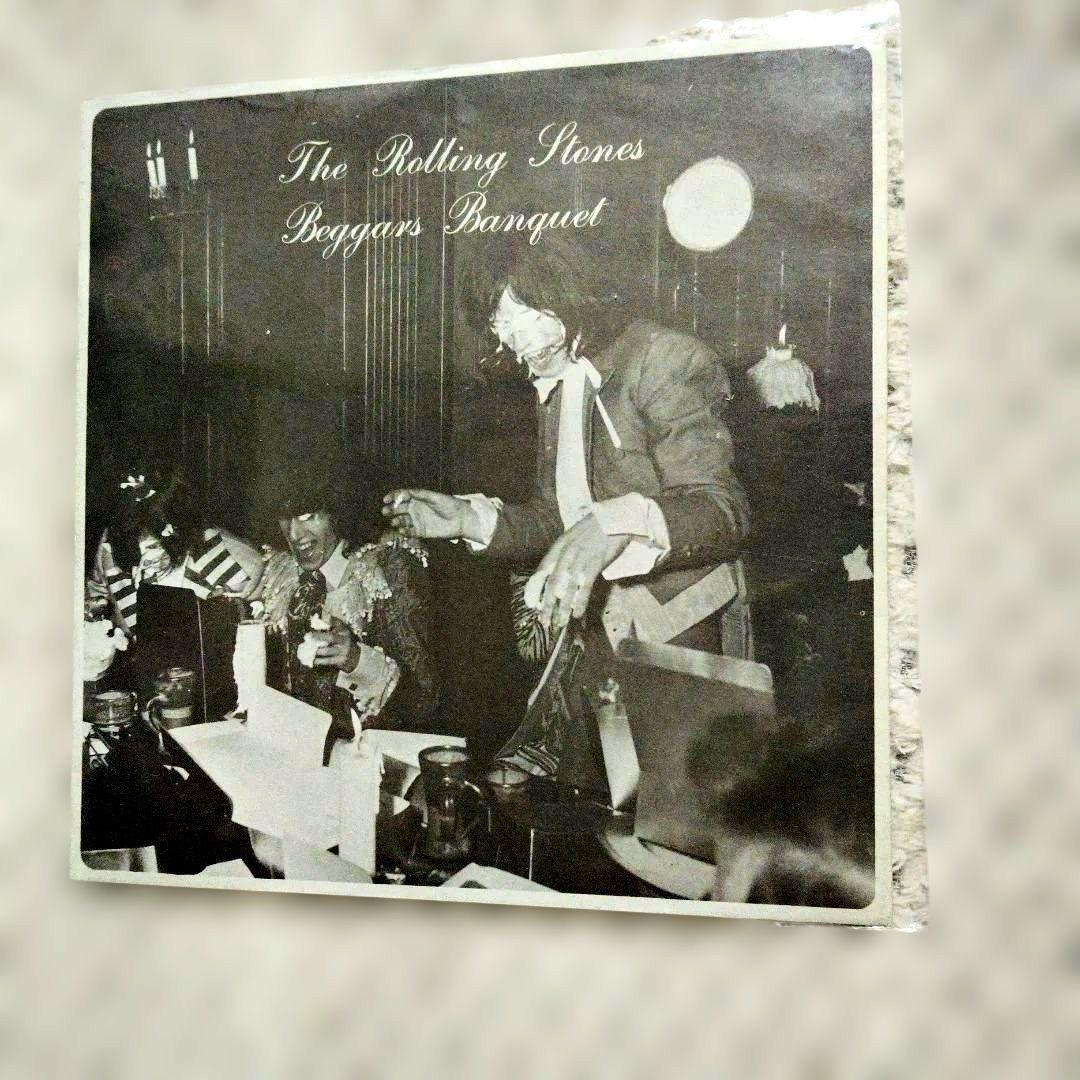 The Rolling Stones
Beggars Banquet